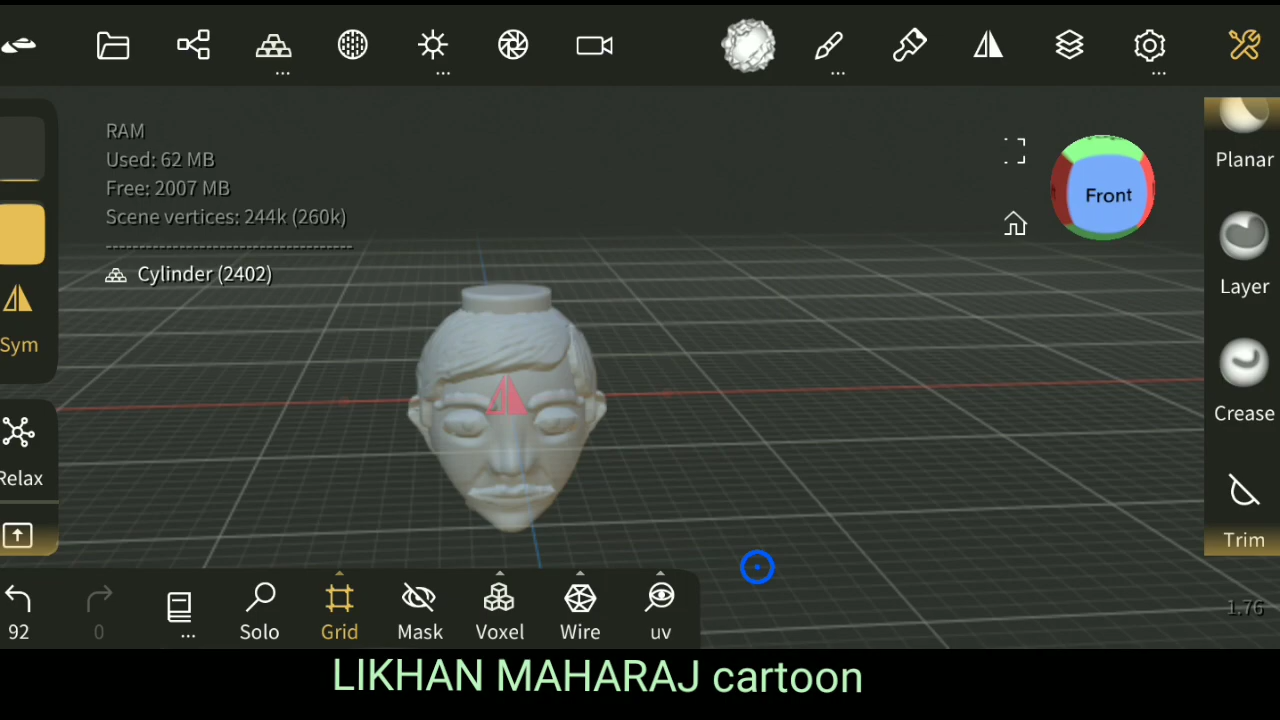 RAM
Used: 62 MB
Free: 2007 MB
Scene vertices: 244k (260k)
-------------------------------------
Cylinder (2402)
Front
Planar
Layer
Crease
Trim
1.76
Sym
Relax
92
0
...
Solo
Grid
Mask
Voxel
Wire
uv
LIKHAN MAHARAJ cartoon